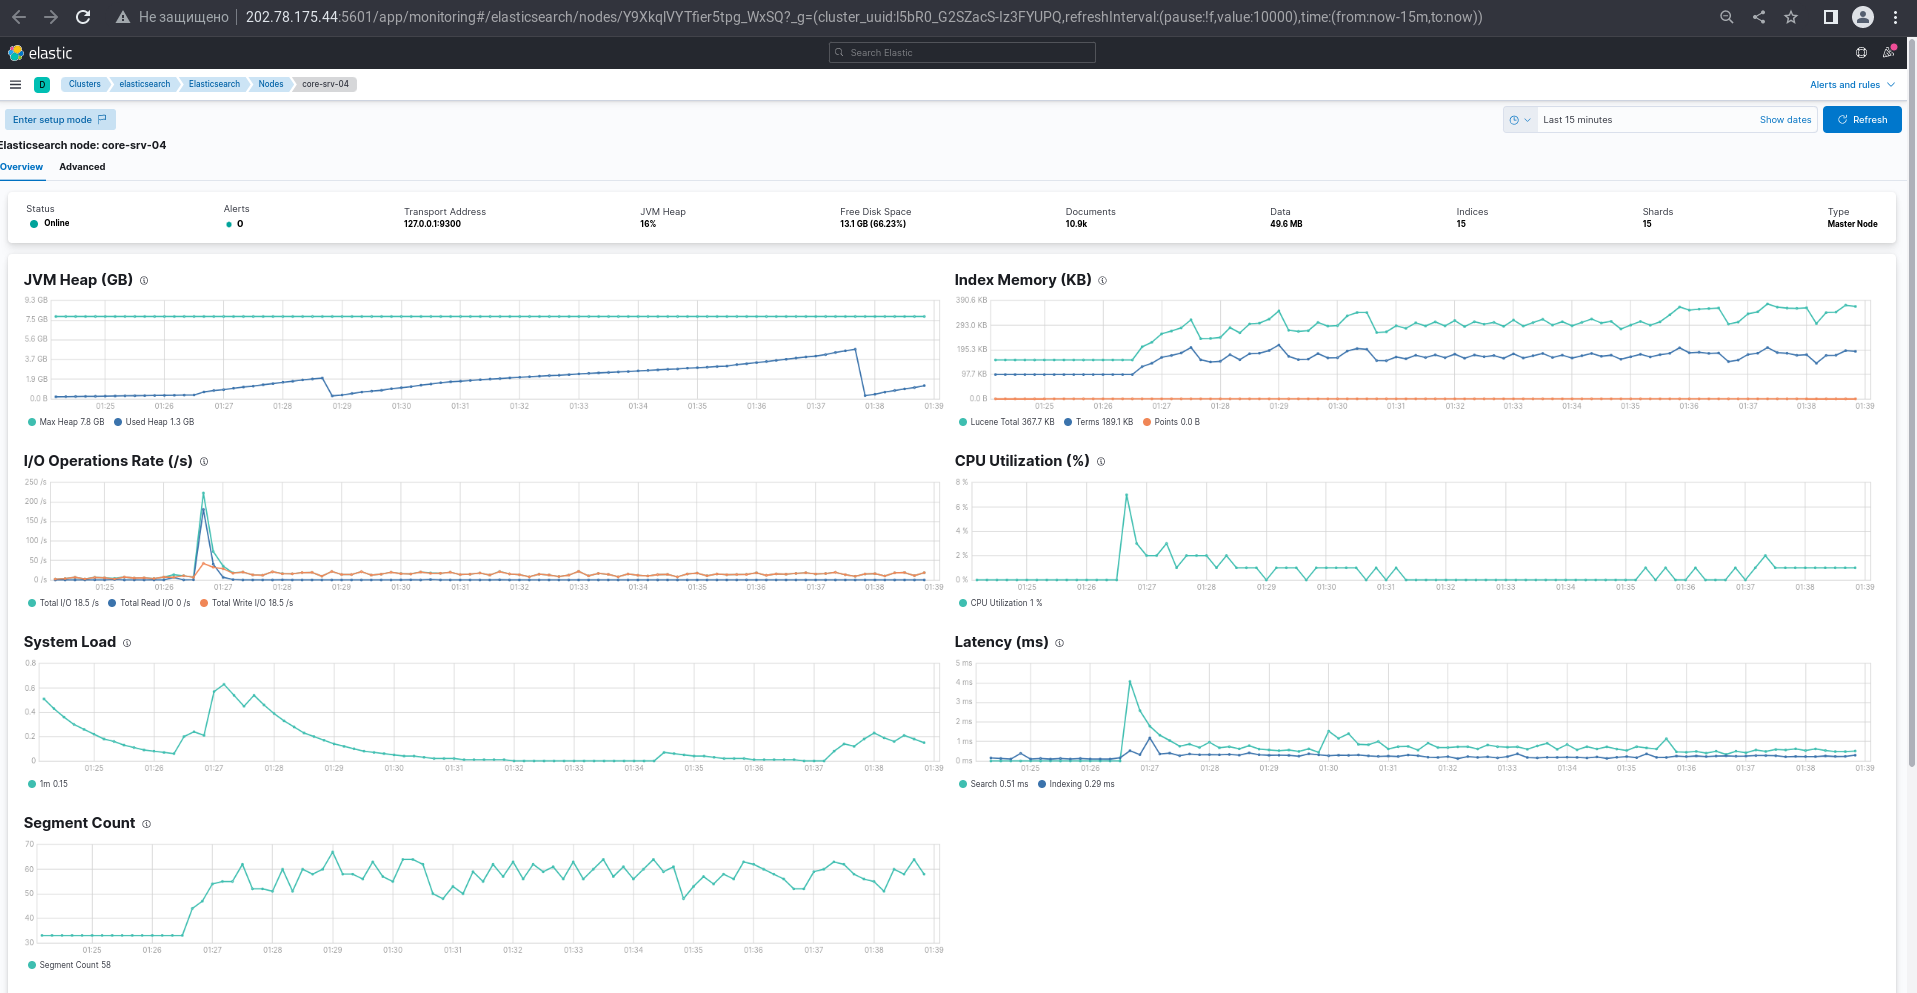 Не защищено 202.78.175.44:5601/app/monitoring#/elasticsearch/nodes/Y9XkqlVYTfier5tpg_WxSQ?_g=(cluster_uuid:l5bR0_G2SZacS-Iz3FYUPQ,refreshInterval:(pause:!f,value:10000),time:(from:now-15m,to:now))
elastic Search Elastic
D Clusters elasticsearch Elasticsearch Nodes core-srv-04 Alerts and rules
Enter setup mode Last 15 minutes Show dates Refresh
Elasticsearch node: core-srv-04
Overview Advanced
Status Alerts Transport Address JVM Heap Free Disk Space Documents Data Indices Shards Type
Online 0 127.0.0.1:9300 16% 13.1 GB (66.23%) 10.9k 49.6 MB 15 15 Master Node
JVM Heap (GB)
9.3 GB
7.5 GB
5.6 GB
3.7 GB
1.9 GB
0.0 B
01:25 01:26 01:27 01:28 01:29 01:30 01:31 01:32 01:33 01:34 01:35 01:36 01:37 01:38 01:39
Max Heap 7.8 GB Used Heap 1.3 GB
Index Memory (KB)
390.6 KB
293.0 KB
195.3 KB
97.7 KB
0.0 B
01:25 01:26 01:27 01:28 01:29 01:30 01:31 01:32 01:33 01:34 01:35 01:36 01:37 01:38 01:39
Lucene Total 367.7 KB Terms 189.1 KB Points 0.0 B
I/O Operations Rate (/s)
250 /s
200 /s
150 /s
100 /s
50 /s
0 /s
01:25 01:26 01:27 01:28 01:29 01:30 01:31 01:32 01:33 01:34 01:35 01:36 01:37 01:38 01:39
Total I/O 18.5 /s Total Read I/O 0 /s Total Write I/O 18.5 /s
CPU Utilization (%)
8 %
6 %
4 %
2 %
0 %
01:25 01:26 01:27 01:28 01:29 01:30 01:31 01:32 01:33 01:34 01:35 01:36 01:37 01:38 01:39
CPU Utilization 1 %
System Load
0.8
0.6
0.4
0.2
0
01:25 01:26 01:27 01:28 01:29 01:30 01:31 01:32 01:33 01:34 01:35 01:36 01:37 01:38 01:39
1m 0.15
Latency (ms)
5 ms
4 ms
3 ms
2 ms
1 ms
0 ms
01:25 01:26 01:27 01:28 01:29 01:30 01:31 01:32 01:33 01:34 01:35 01:36 01:37 01:38 01:39
Search 0.51 ms Indexing 0.29 ms
Segment Count
70
60
50
40
30
01:25 01:26 01:27 01:28 01:29 01:30 01:31 01:32 01:33 01:34 01:35 01:36 01:37 01:38 01:39
Segment Count 58